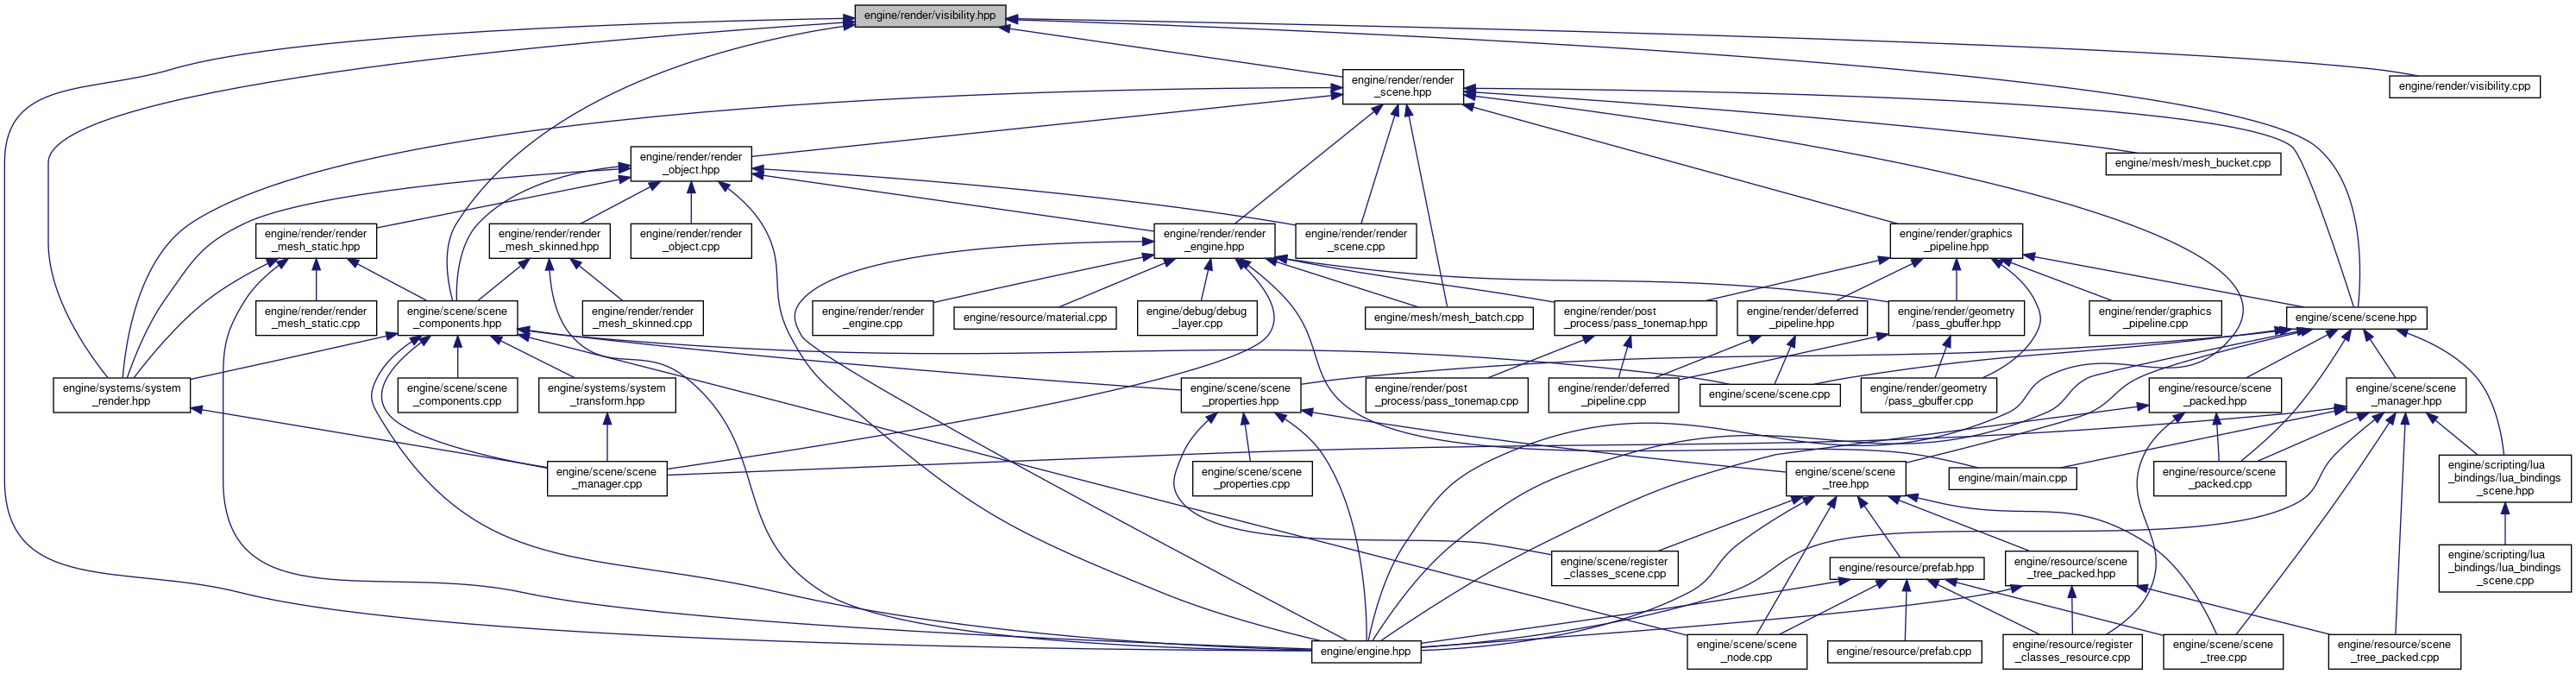 engine/render/visibility.hpp
engine/render/render
_scene.hpp
engine/render/visibility.cpp
engine/render/render
_object.hpp
engine/mesh/mesh_bucket.cpp
engine/render/render
_mesh_static.hpp
engine/render/render
_mesh_skinned.hpp
engine/render/render
_object.cpp
engine/render/render
_engine.hpp
engine/render/render
_scene.cpp
engine/render/graphics
_pipeline.hpp
engine/render/render
_mesh_static.cpp
engine/scene/scene
_components.hpp
engine/render/render
_mesh_skinned.cpp
engine/render/render
_engine.cpp
engine/resource/material.cpp
engine/debug/debug
_layer.cpp
engine/mesh/mesh_batch.cpp
engine/render/post
_process/pass_tonemap.hpp
engine/render/deferred
_pipeline.hpp
engine/render/geometry
/pass_gbuffer.hpp
engine/render/graphics
_pipeline.cpp
engine/scene/scene.hpp
engine/systems/system
_render.hpp
engine/scene/scene
_components.cpp
engine/systems/system
_transform.hpp
engine/scene/scene
_properties.hpp
engine/render/post
_process/pass_tonemap.cpp
engine/render/deferred
_pipeline.cpp
engine/scene/scene.cpp
engine/render/geometry
/pass_gbuffer.cpp
engine/resource/scene
_packed.hpp
engine/scene/scene
_manager.hpp
engine/scene/scene
_manager.cpp
engine/scene/scene
_properties.cpp
engine/scene/scene
_tree.hpp
engine/main/main.cpp
engine/resource/scene
_packed.cpp
engine/scripting/lua
_bindings/lua_bindings
_scene.hpp
engine/scene/register
_classes_scene.cpp
engine/resource/prefab.hpp
engine/resource/scene
_tree_packed.hpp
engine/scripting/lua
_bindings/lua_bindings
_scene.cpp
engine/engine.hpp
engine/scene/scene
_node.cpp
engine/resource/prefab.cpp
engine/resource/register
_classes_resource.cpp
engine/scene/scene
_tree.cpp
engine/resource/scene
_tree_packed.cpp